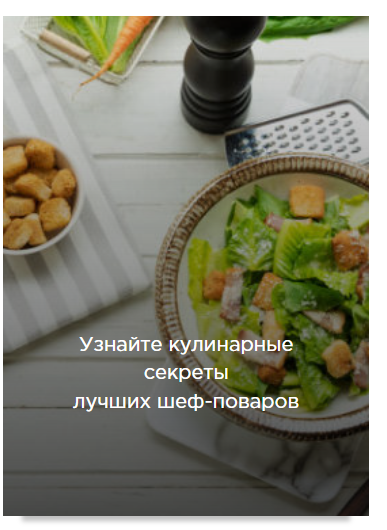 Узнайте кулинарные
секреты
лучших шеф-поваров